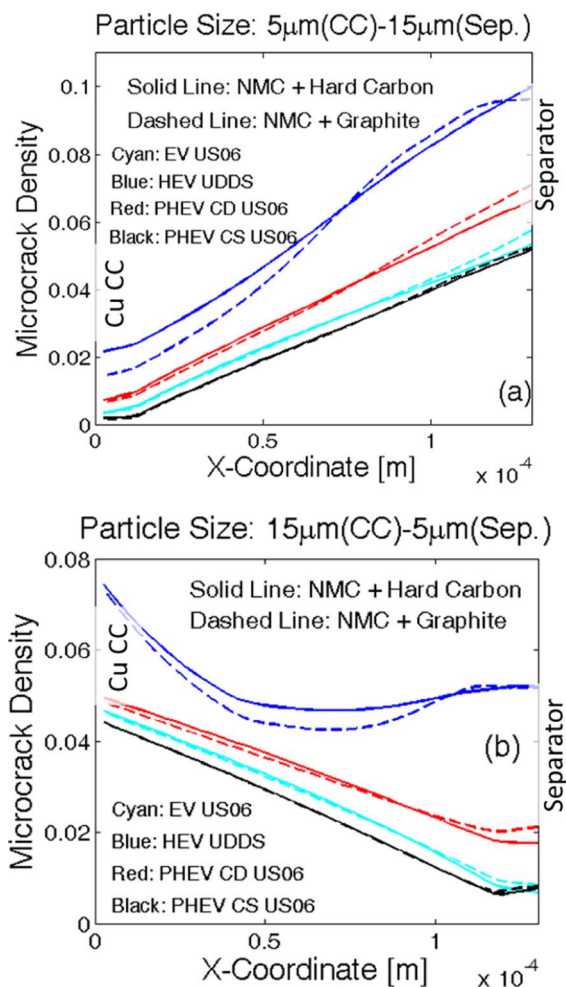 Particle Size: 5μm(CC)-15μm(Sep.)
0.1
0.08
0.06
0.04
0.02
0
Microcrack Density
Solid Line: NMC + Hard Carbon
Dashed Line: NMC + Graphite
Cyan: EV US06
Blue: HEV UDDS
Red: PHEV CD US06
Black: PHEV CS US06
Cu CC
Separator
(a)
0 0.5 1
X-Coordinate [m] x 10⁻⁴
Particle Size: 15μm(CC)-5μm(Sep.)
0.08
0.06
0.04
0.02
0
Microcrack Density
Solid Line: NMC + Hard Carbon
Dashed Line: NMC + Graphite
Cu CC
Separator
(b)
Cyan: EV US06
Blue: HEV UDDS
Red: PHEV CD US06
Black: PHEV CS US06
0 0.5 1
X-Coordinate [m] x 10⁻⁴